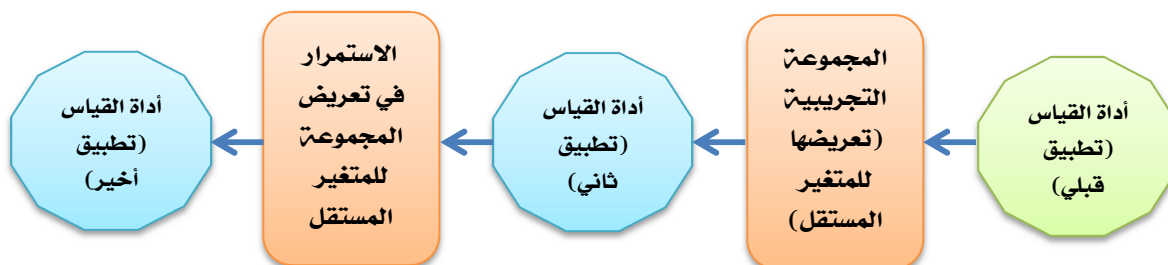 أداة القياس
(تطبيق
قبلي)
المجموعة
التجريبية
(تعريضها
للمتغير
المستقل)
أداة القياس
(تطبيق
ثاني)
الاستمرار
في تعريض
المجموعة
للمتغير
المستقل
أداة القياس
(تطبيق
أخير)